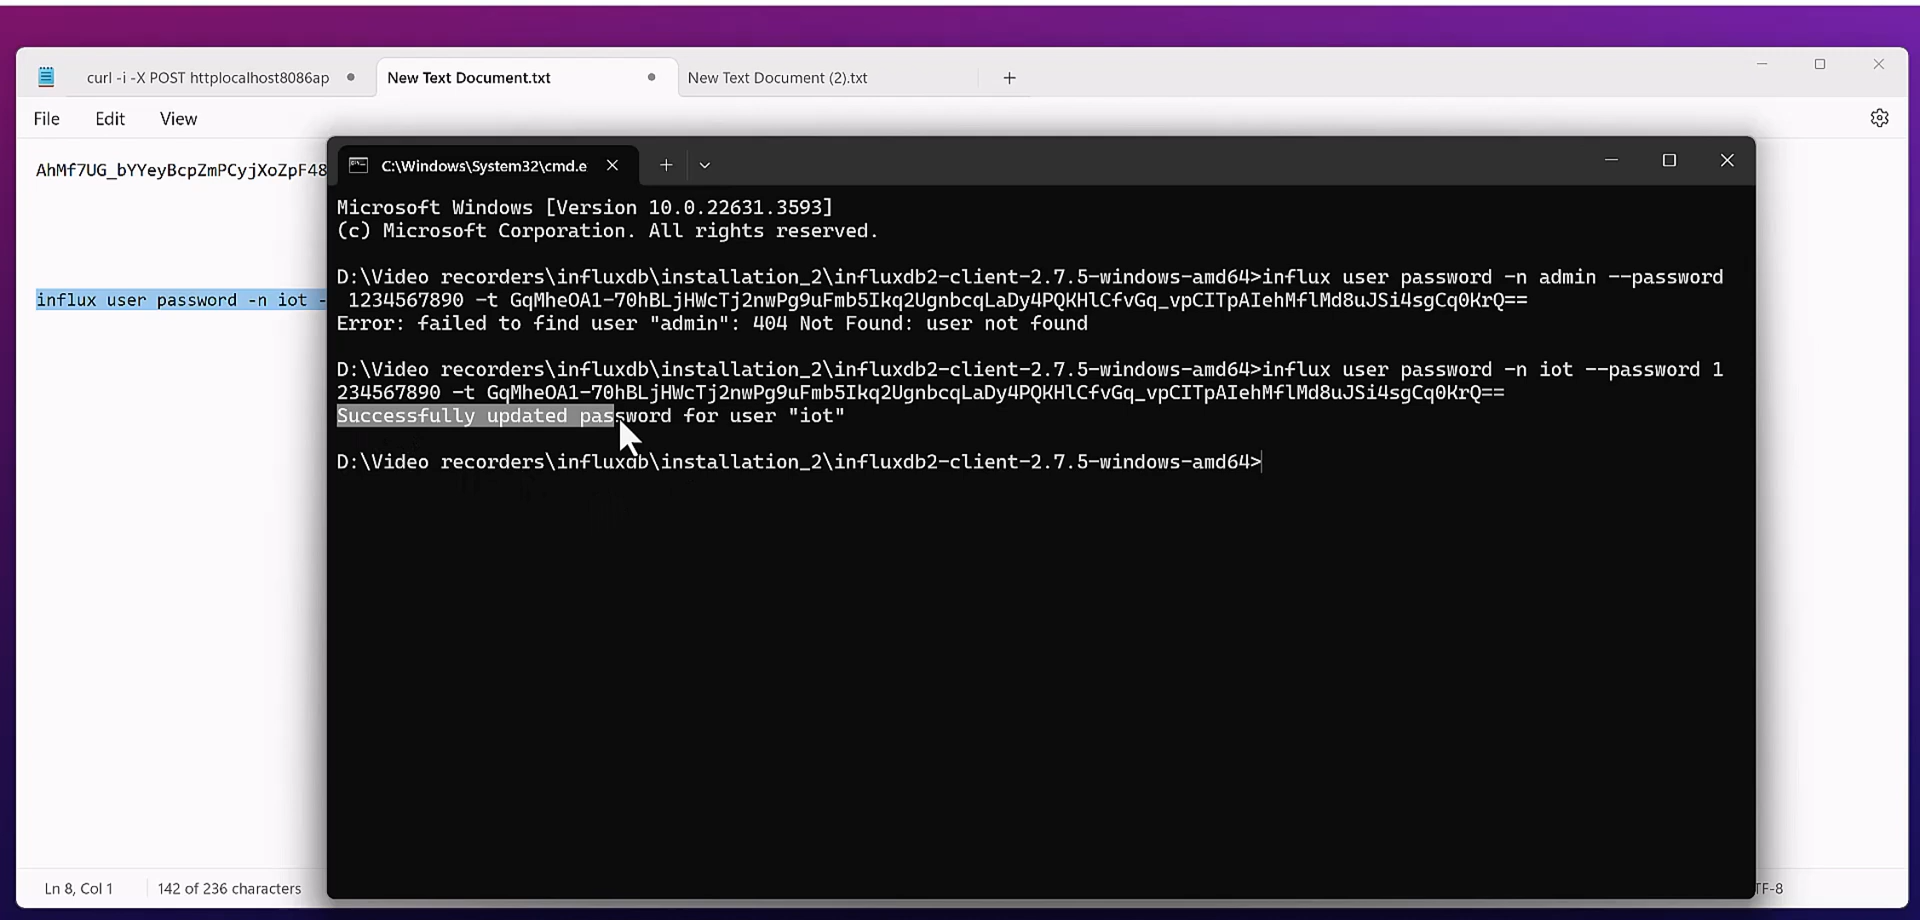 curl -i -X POST httplocalhost8086ap
New Text Document.txt
New Text Document (2).txt
File Edit View
AhMf7UG_bYYeyBcpZmPCyjXoZpF48
influx user password -n iot -
C:\Windows\System32\cmd.e
Microsoft Windows [Version 10.0.22631.3593]
(c) Microsoft Corporation. All rights reserved.
D:\Video recorders\influxdb\installation_2\influxdb2-client-2.7.5-windows-amd64>influx user password -n admin --password
1234567890 -t GqMheOA1-70hBLjHWcTj2nwPg9uFmb5Ikq2UgnbcqLaDy4PQKHlCfvGq_vpCITpAIehMflMd8uJSi4sgCq0KrQ==
Error: failed to find user "admin": 404 Not Found: user not found
D:\Video recorders\influxdb\installation_2\influxdb2-client-2.7.5-windows-amd64>influx user password -n iot --password 1
234567890 -t GqMheOA1-70hBLjHWcTj2nwPg9uFmb5Ikq2UgnbcqLaDy4PQKHlCfvGq_vpCITpAIehMflMd8uJSi4sgCq0KrQ==
Successfully updated password for user "iot"
D:\Video recorders\influxdb\installation_2\influxdb2-client-2.7.5-windows-amd64>
Ln 8, Col 1
142 of 236 characters
TF-8